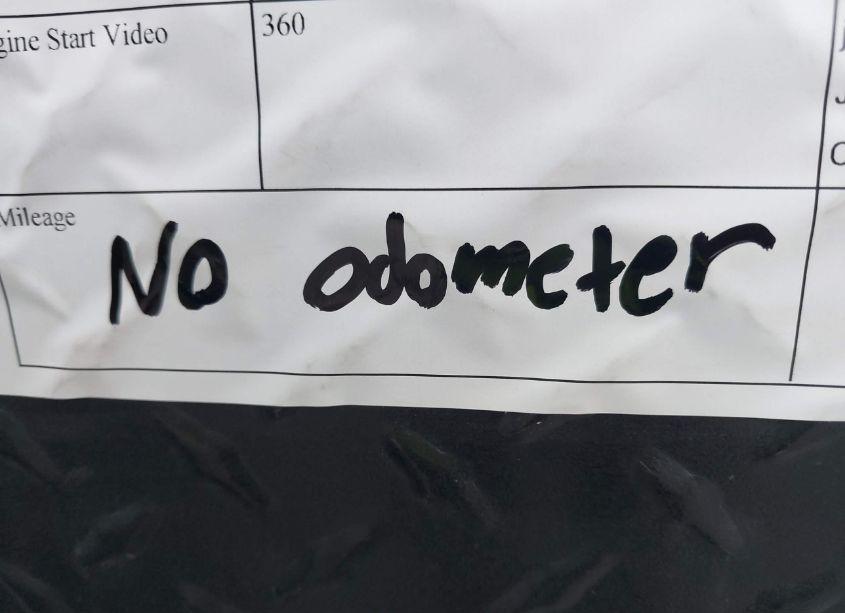 gine Start Video
360
Mileage
No odometer